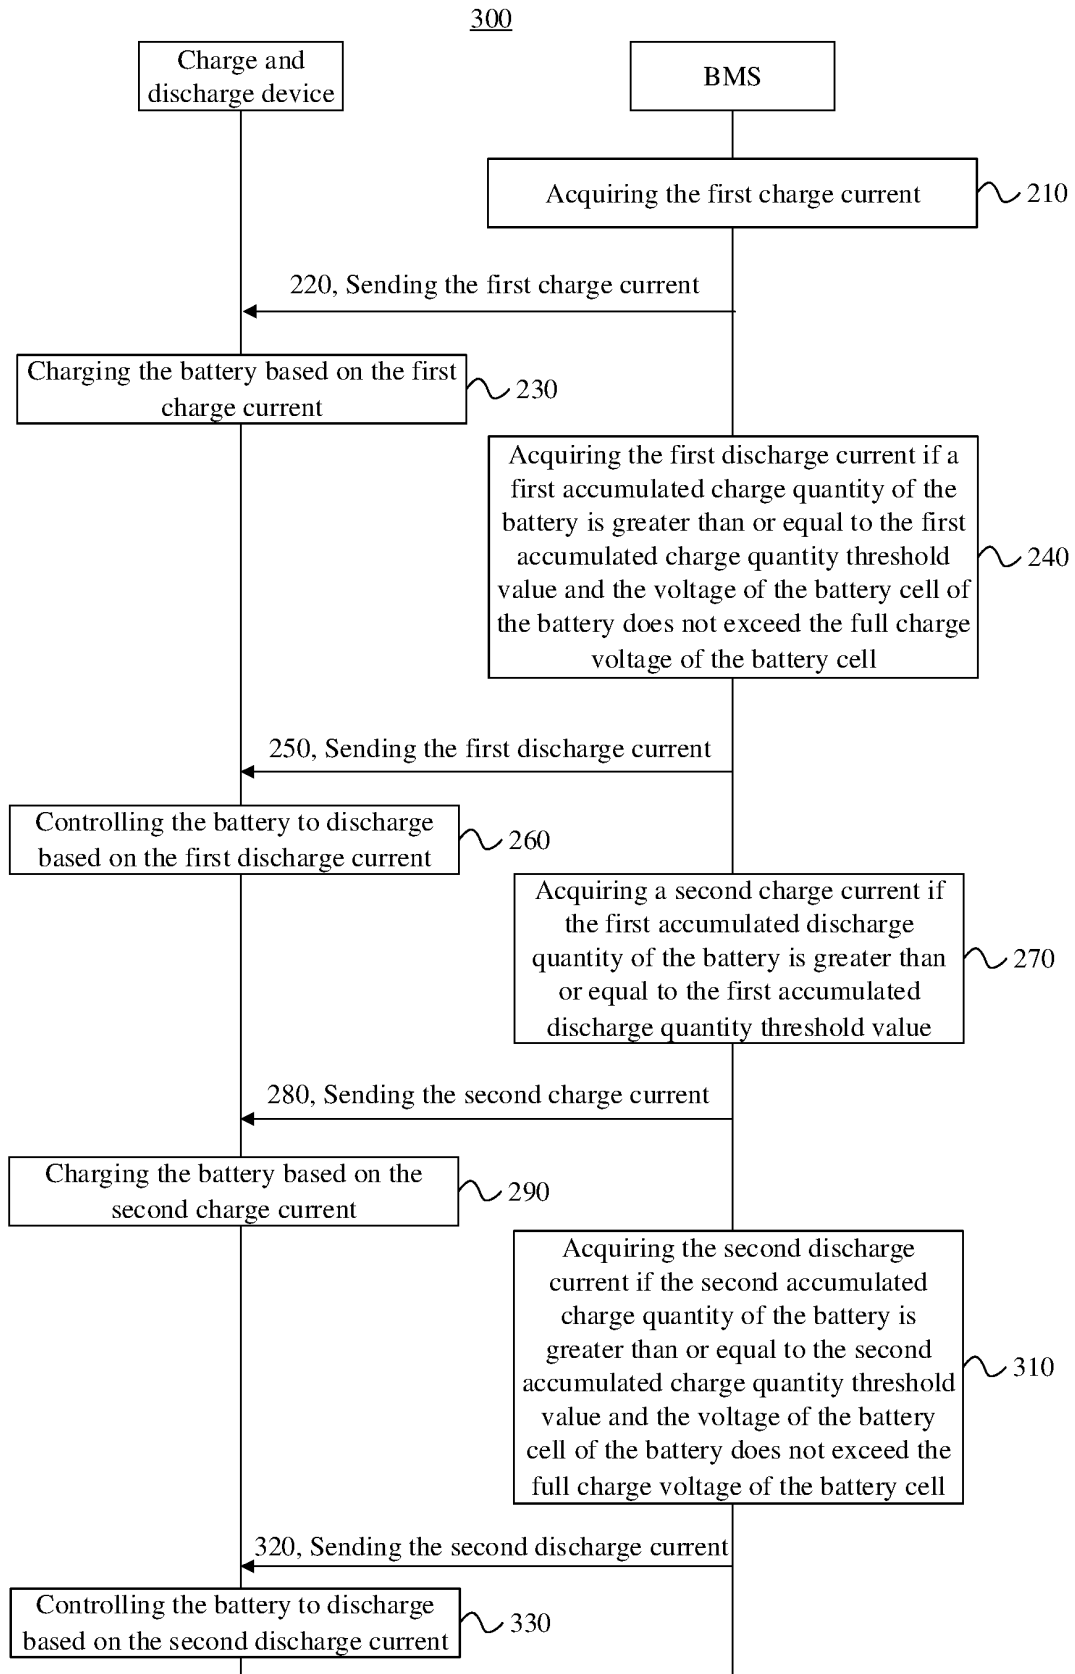 300
Charge and
discharge device
BMS
Acquiring the first charge current
210
220, Sending the first charge current
Charging the battery based on the first
charge current
230
Acquiring the first discharge current if a
first accumulated charge quantity of the
battery is greater than or equal to the first
accumulated charge quantity threshold
value and the voltage of the battery cell of
the battery does not exceed the full charge
voltage of the battery cell
240
250, Sending the first discharge current
Controlling the battery to discharge
based on the first discharge current
260
Acquiring a second charge current if
the first accumulated discharge
quantity of the battery is greater than
or equal to the first accumulated
discharge quantity threshold value
270
280, Sending the second charge current
Charging the battery based on the
second charge current
290
Acquiring the second discharge
current if the second accumulated
charge quantity of the battery is
greater than or equal to the second
accumulated charge quantity threshold
value and the voltage of the battery
cell of the battery does not exceed the
full charge voltage of the battery cell
310
320, Sending the second discharge current
Controlling the battery to discharge
based on the second discharge current
330